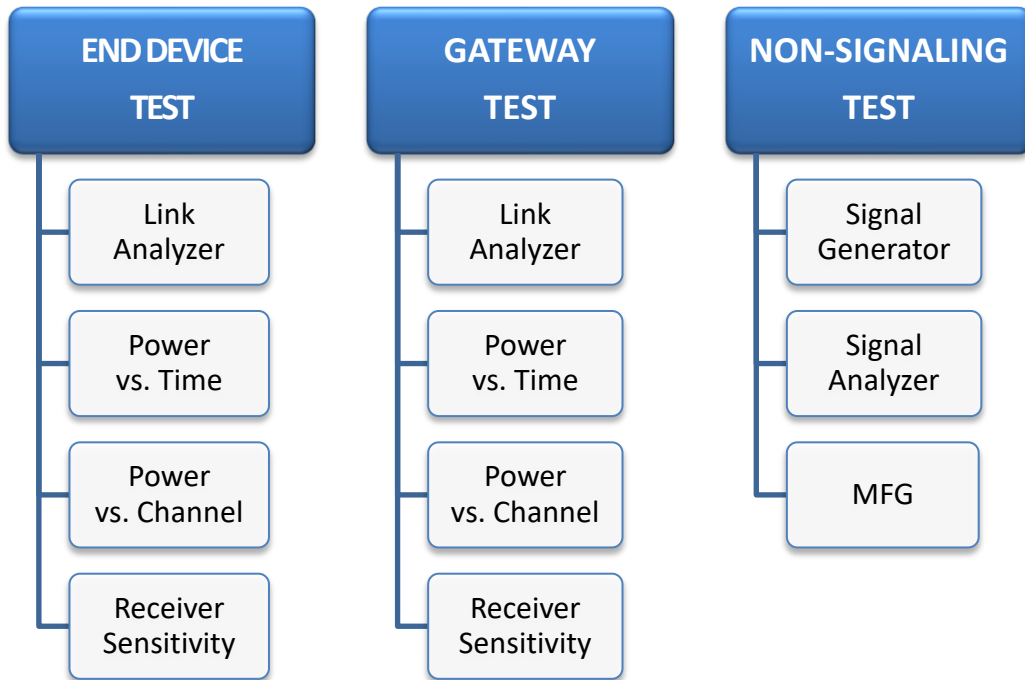 END DEVICE
TEST
Link
Analyzer
Power
vs. Time
Power
vs. Channel
Receiver
Sensitivity
GATEWAY
TEST
Link
Analyzer
Power
vs. Time
Power
vs. Channel
Receiver
Sensitivity
NON-SIGNALING
TEST
Signal
Generator
Signal
Analyzer
MFG